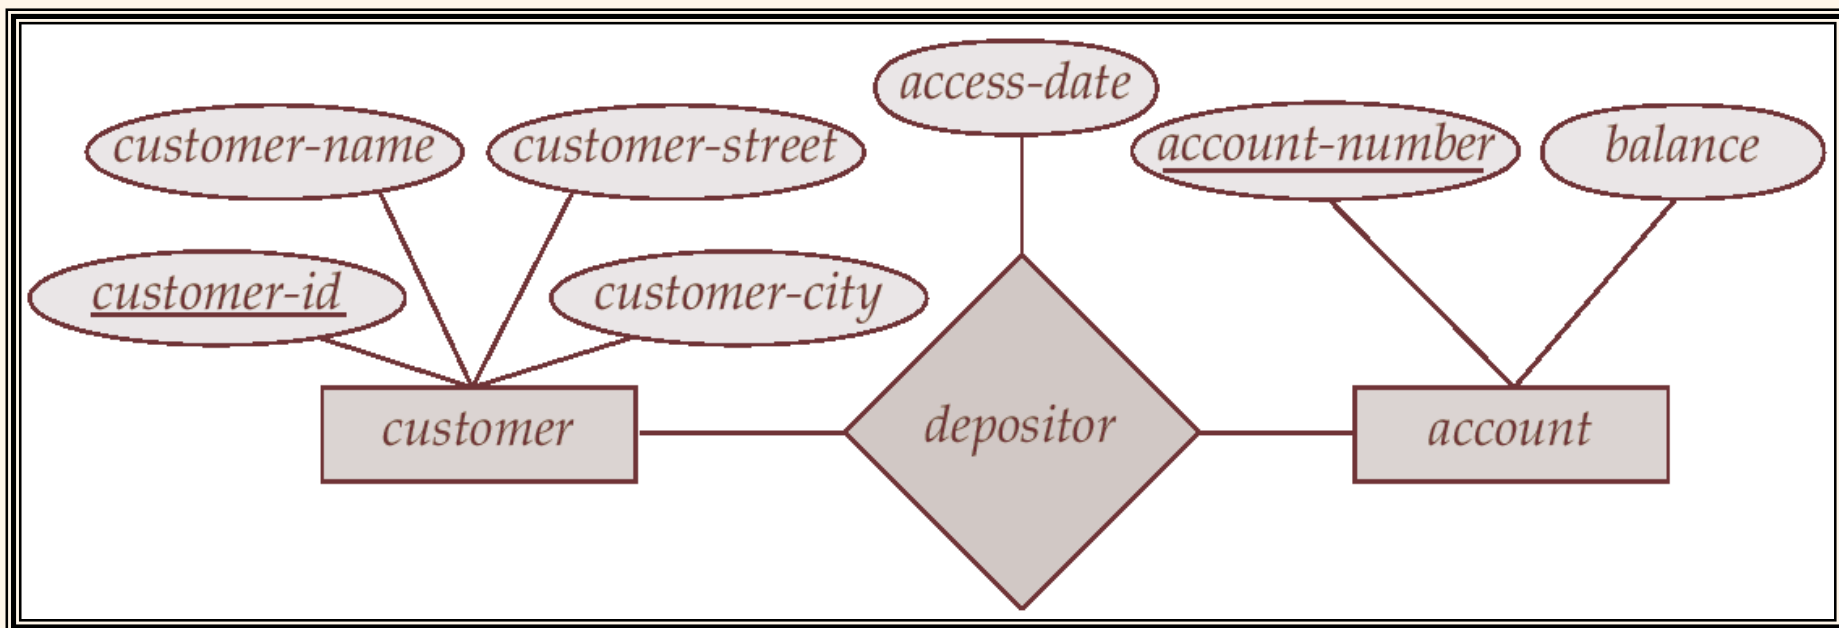 access-date
customer-name
customer-street
account-number
balance
customer-id
customer-city
customer
depositor
account